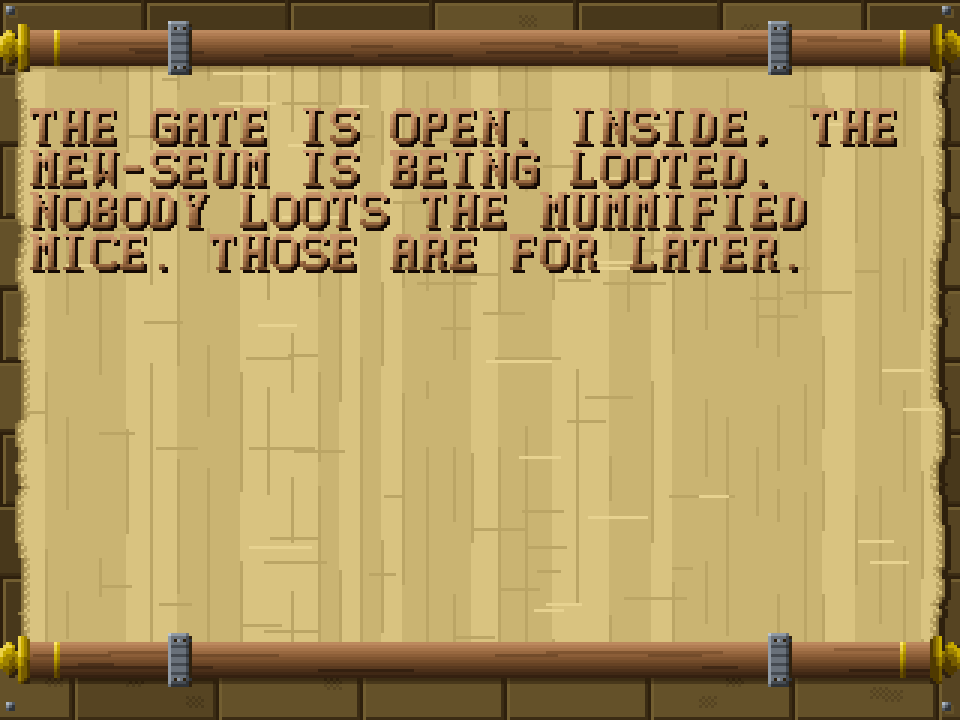 THE GATE IS OPEN. INSIDE, THE
MEW-SEUM IS BEING LOOTED.
NOBODY LOOTS THE MUMMIFIED
MICE. THOSE ARE FOR LATER.